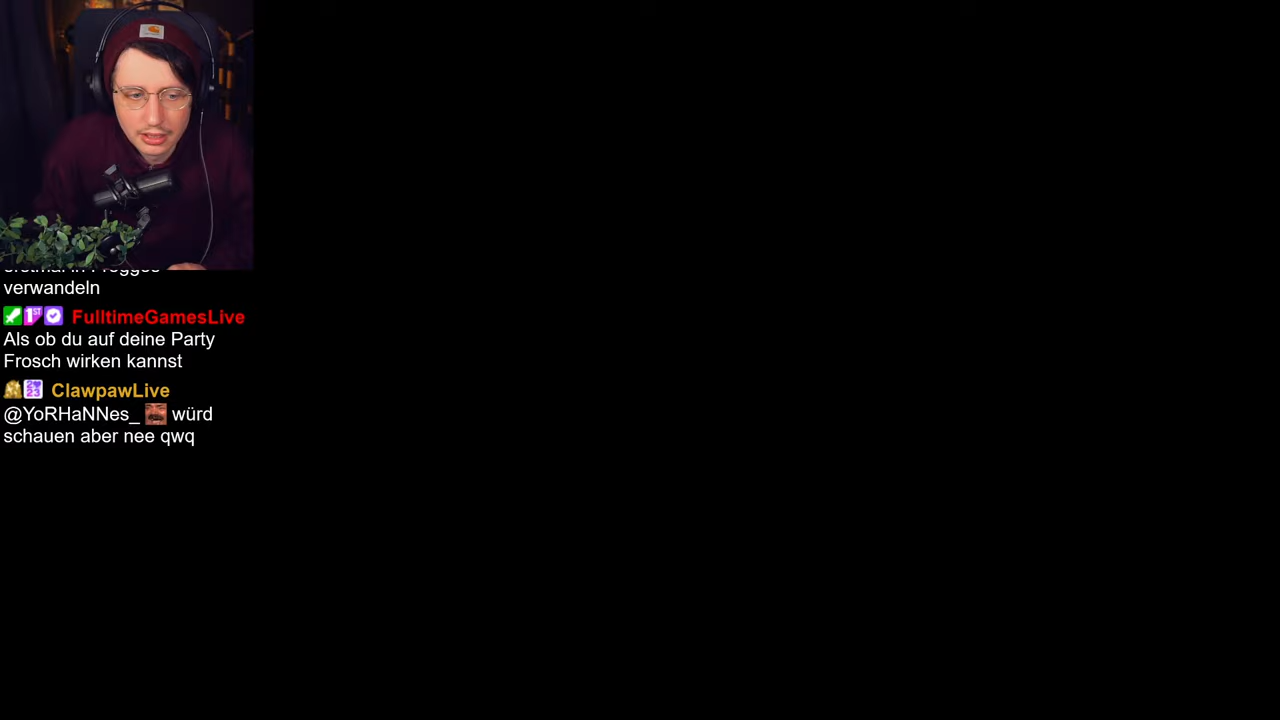 verwandeln
FulltimeGamesLive
Als ob du auf deine Party
Frosch wirken kannst
ClawpawLive
@YoRHaNNes_ würd
schauen aber nee qwq